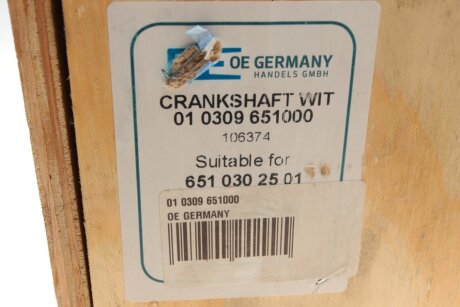 OE GERMANY
HANDELS GMBH
CRANKSHAFT WIT
01 0309 651000
106374
Suitable for
651 030 25 01
01 0309 651000
OE GERMANY